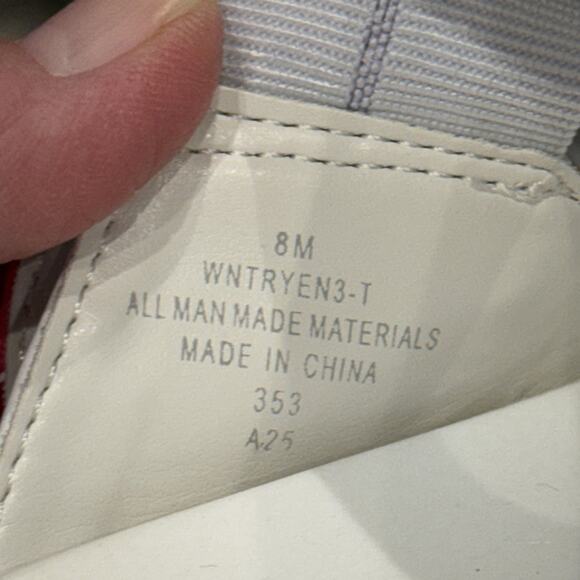 8M
WNTRYEN3-T
ALL MAN MADE MATERIALS
MADE IN CHINA
353
A25